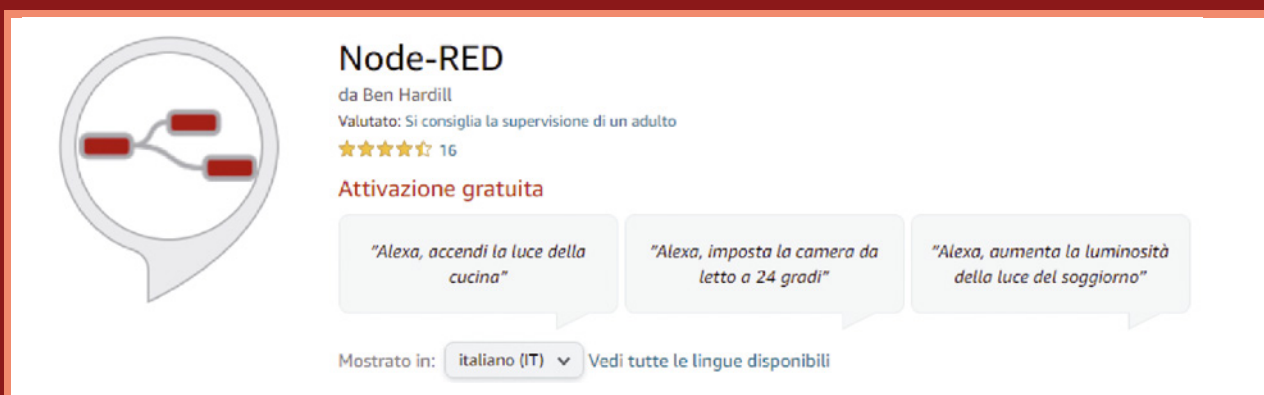 Node-RED
da Ben Hardill
Valutato: Si consiglia la supervisione di un adulto
16
Attivazione gratuita
"Alexa, accendi la luce della
cucina"
"Alexa, imposta la camera da
letto a 24 gradi"
"Alexa, aumenta la luminosità
della luce del soggiorno"
Mostrato in: italiano (IT) Vedi tutte le lingue disponibili